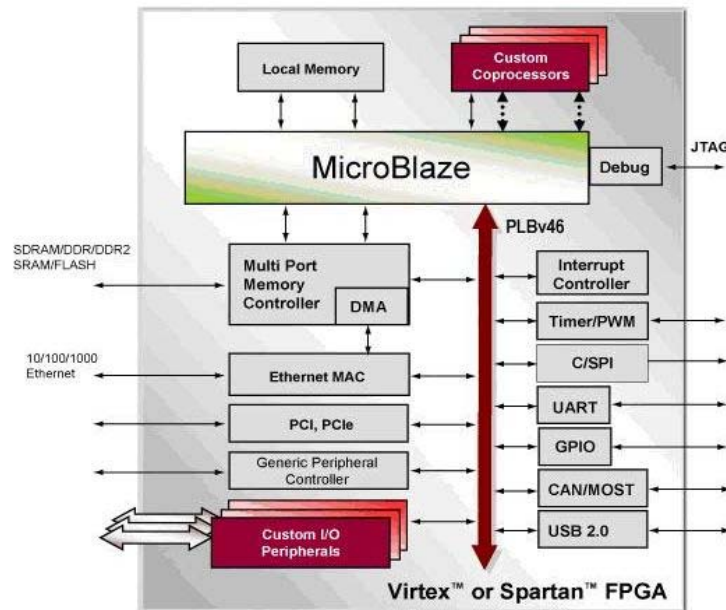 Local Memory
Custom
Coprocessors
MicroBlaze
Debug
JTAG
PLBv46
SDRAM/DDR/DDR2
SRAM/FLASH
Multi Port
Memory
Controller
DMA
Interrupt
Controller
Timer/PWM
10/100/1000
Ethernet
Ethernet MAC
C/SPI
UART
PCI, PCIe
GPIO
Generic Peripheral
Controller
CAN/MOST
Custom I/O
Peripherals
USB 2.0
Virtex™ or Spartan™ FPGA